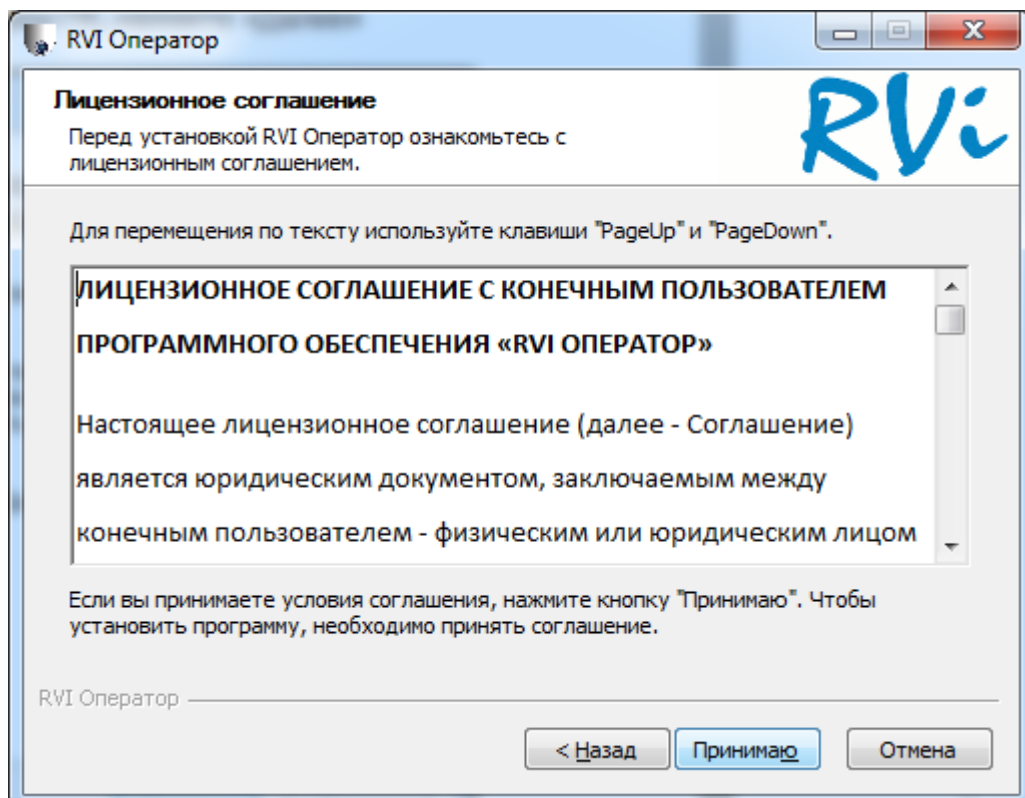 RVI Оператор
Лицензионное соглашение
Перед установкой RVI Оператор ознакомьтесь с
лицензионным соглашением.
RVi
Для перемещения по тексту используйте клавиши "PageUp" и "PageDown".
ЛИЦЕНЗИОННОЕ СОГЛАШЕНИЕ С КОНЕЧНЫМ ПОЛЬЗОВАТЕЛЕМ
ПРОГРАММНОГО ОБЕСПЕЧЕНИЯ «RVI ОПЕРАТОР»
Настоящее лицензионное соглашение (далее - Соглашение)
является юридическим документом, заключаемым между
конечным пользователем - физическим или юридическим лицом
Если вы принимаете условия соглашения, нажмите кнопку "Принимаю". Чтобы
установить программу, необходимо принять соглашение.
RVI Оператор
< Назад Принимаю Отмена